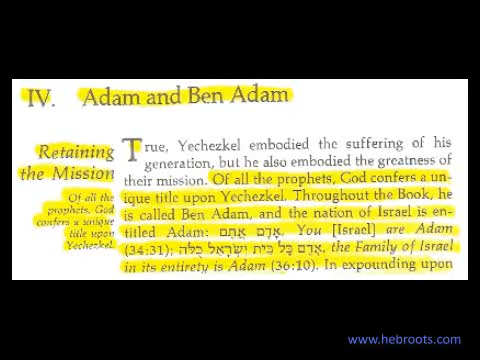 IV. Adam and Ben Adam
Retaining
the Mission
Of all the
prophets, God
confers a unique
title upon
Yechezkel.
True, Yechezkel embodied the suffering of his
generation, but he also embodied the greatness of
their mission. Of all the prophets, God confers a un-
ique title upon Yechezkel. Throughout the Book, he
is called Ben Adam, and the nation of Israel is en-
titled Adam: אָדָם אַתֶּם, You [Israel] are Adam
(34:31); אָדָם כָּל בֵּית יִשְׂרָאֵל כֻּלֹּה, the Family of Israel
in its entirety is Adam (36:10). In expounding upon
www.hebroots.com